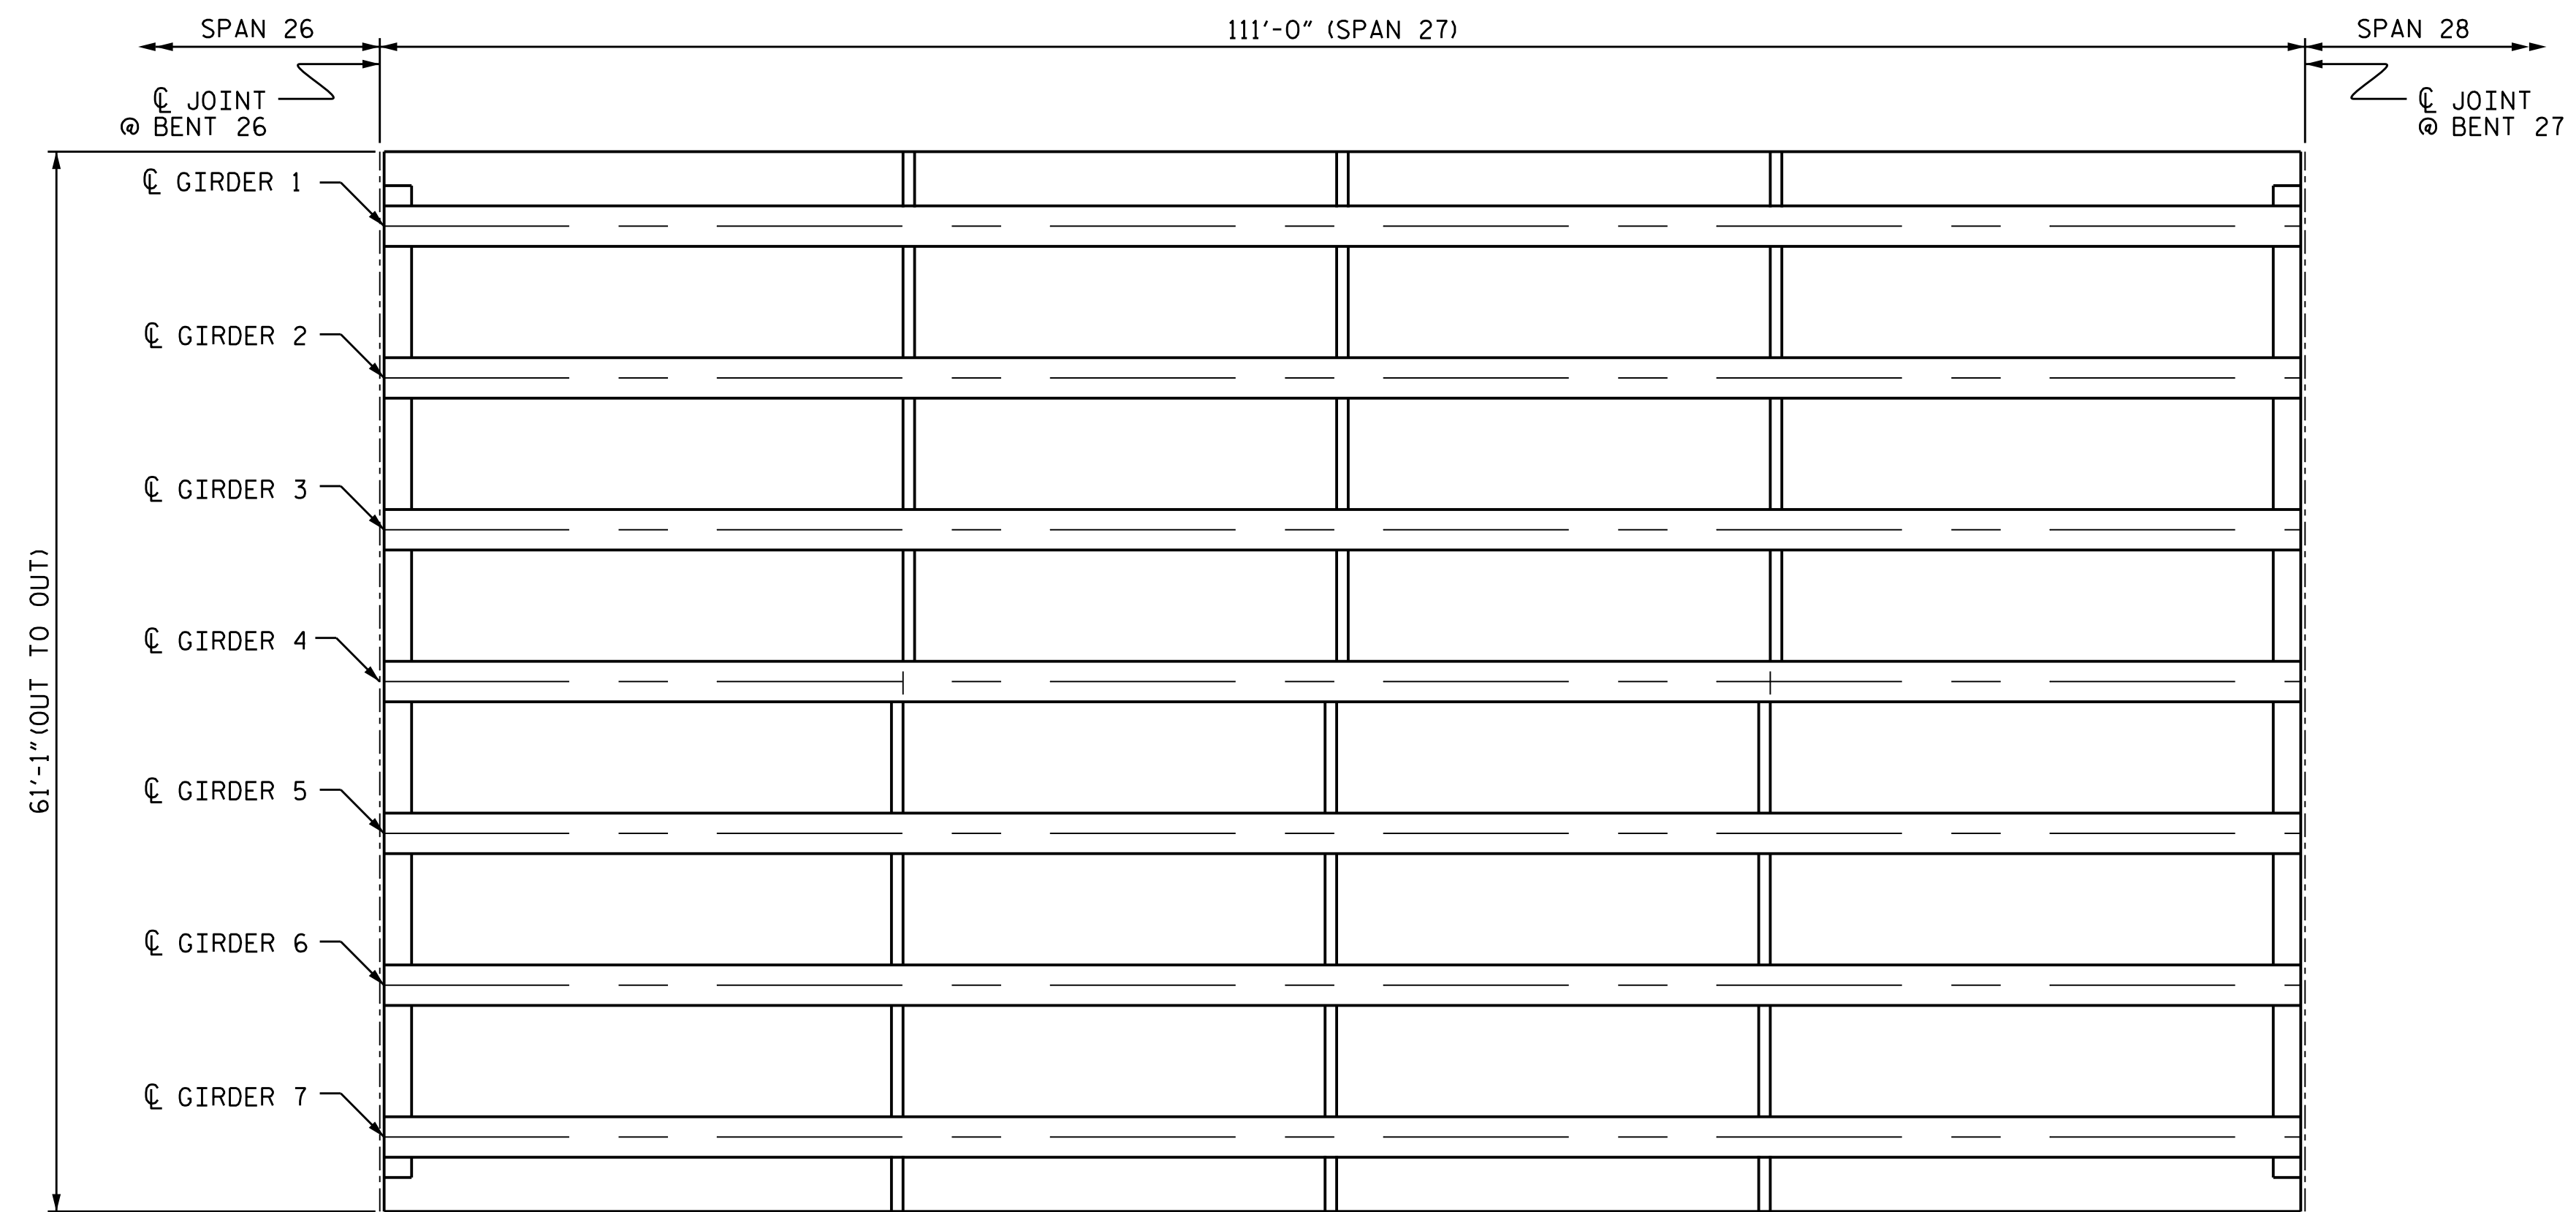 SPAN 26
111'-0" (SPAN 27)
SPAN 28
℄ JOINT
@ BENT 26
℄ JOINT
@ BENT 27
℄ GIRDER 1
℄ GIRDER 2
℄ GIRDER 3
℄ GIRDER 4
℄ GIRDER 5
℄ GIRDER 6
℄ GIRDER 7
61'-1"(OUT TO OUT)